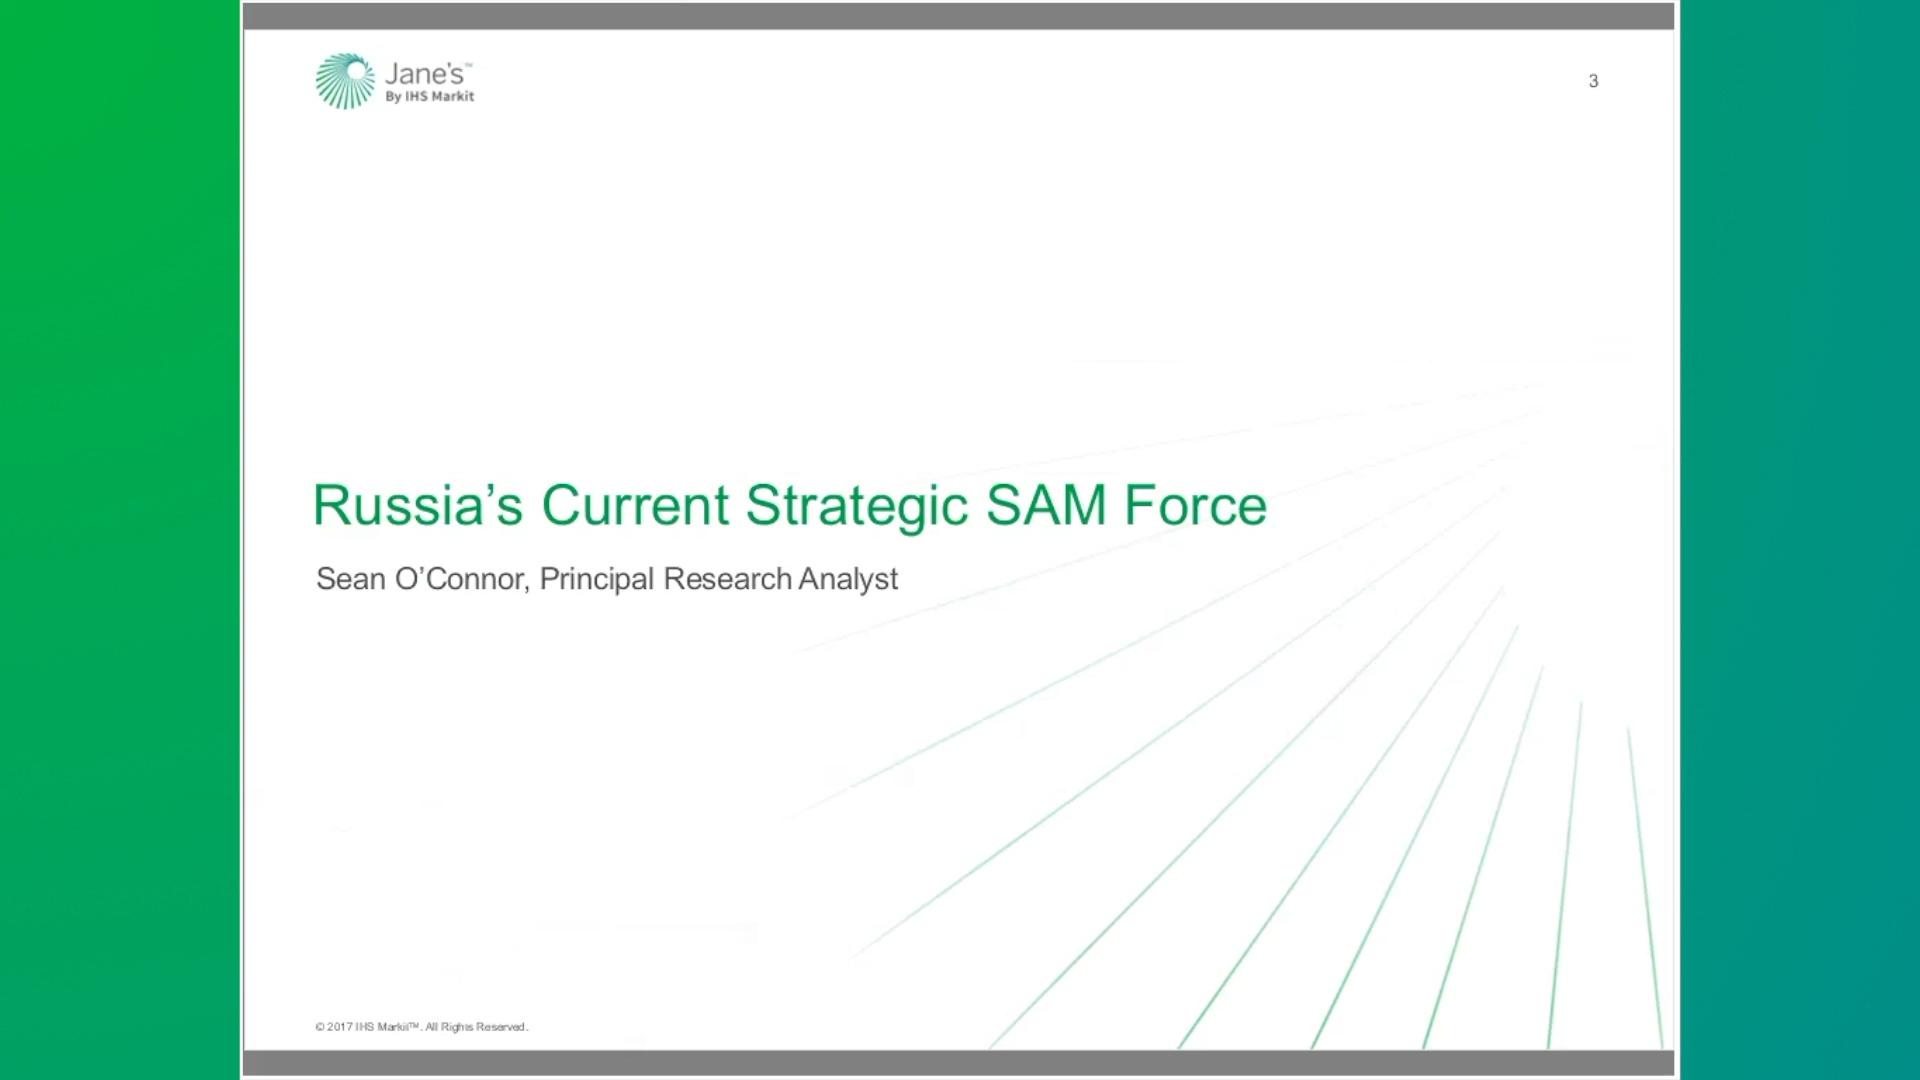 Jane's™
By IHS Markit
3
Russia’s Current Strategic SAM Force
Sean O’Connor, Principal Research Analyst
© 2017 IHS Markit™. All Rights Reserved.